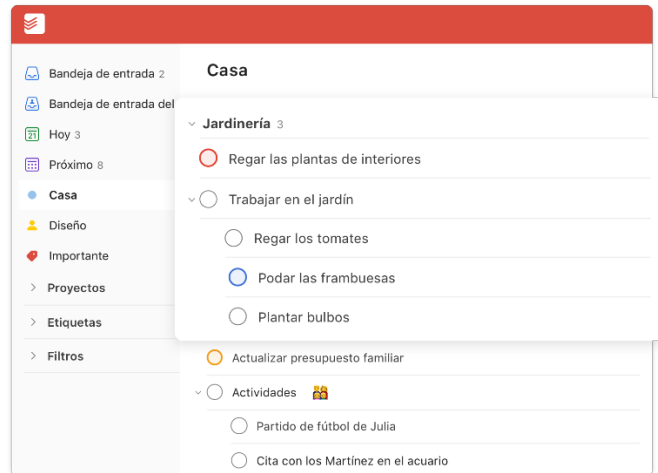 Casa
Bandeja de entrada 2
Bandeja de entrada del
21 Hoy 3
Próximo 8
Casa
Diseño
Importante
Proyectos
Etiquetas
Filtros
Jardinería 3
Regar las plantas de interiores
Trabajar en el jardín
Regar los tomates
Podar las frambuesas
Plantar bulbos
Actualizar presupuesto familiar
Actividades
Partido de fútbol de Julia
Cita con los Martínez en el acuario